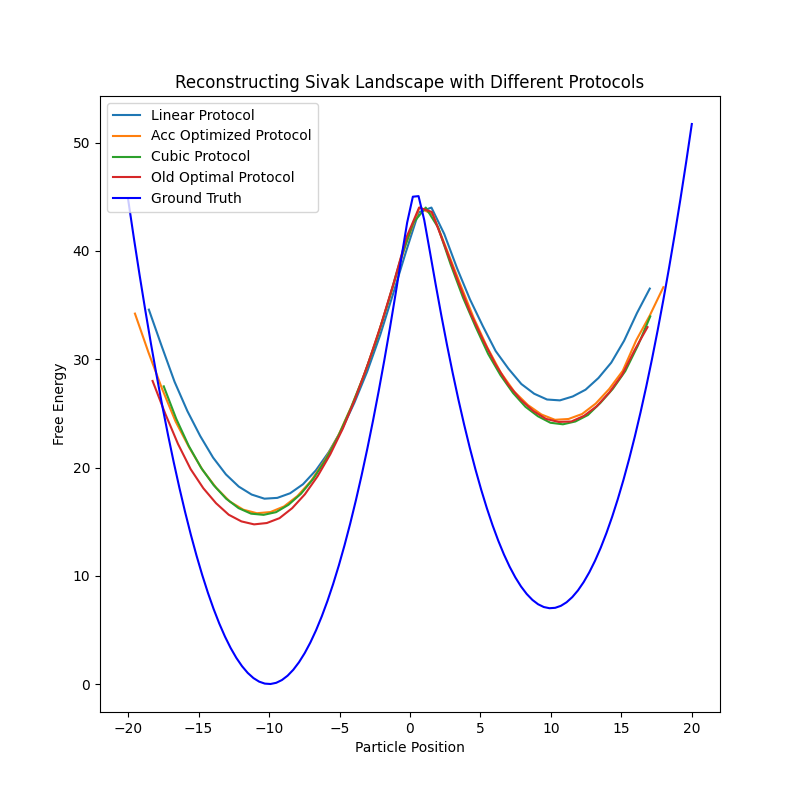 Reconstructing Sivak Landscape with Different Protocols
Linear Protocol
Acc Optimized Protocol
Cubic Protocol
Old Optimal Protocol
Ground Truth
50
40
30
20
10
0
Free Energy
−20 −15 −10 −5 0 5 10 15 20
Particle Position